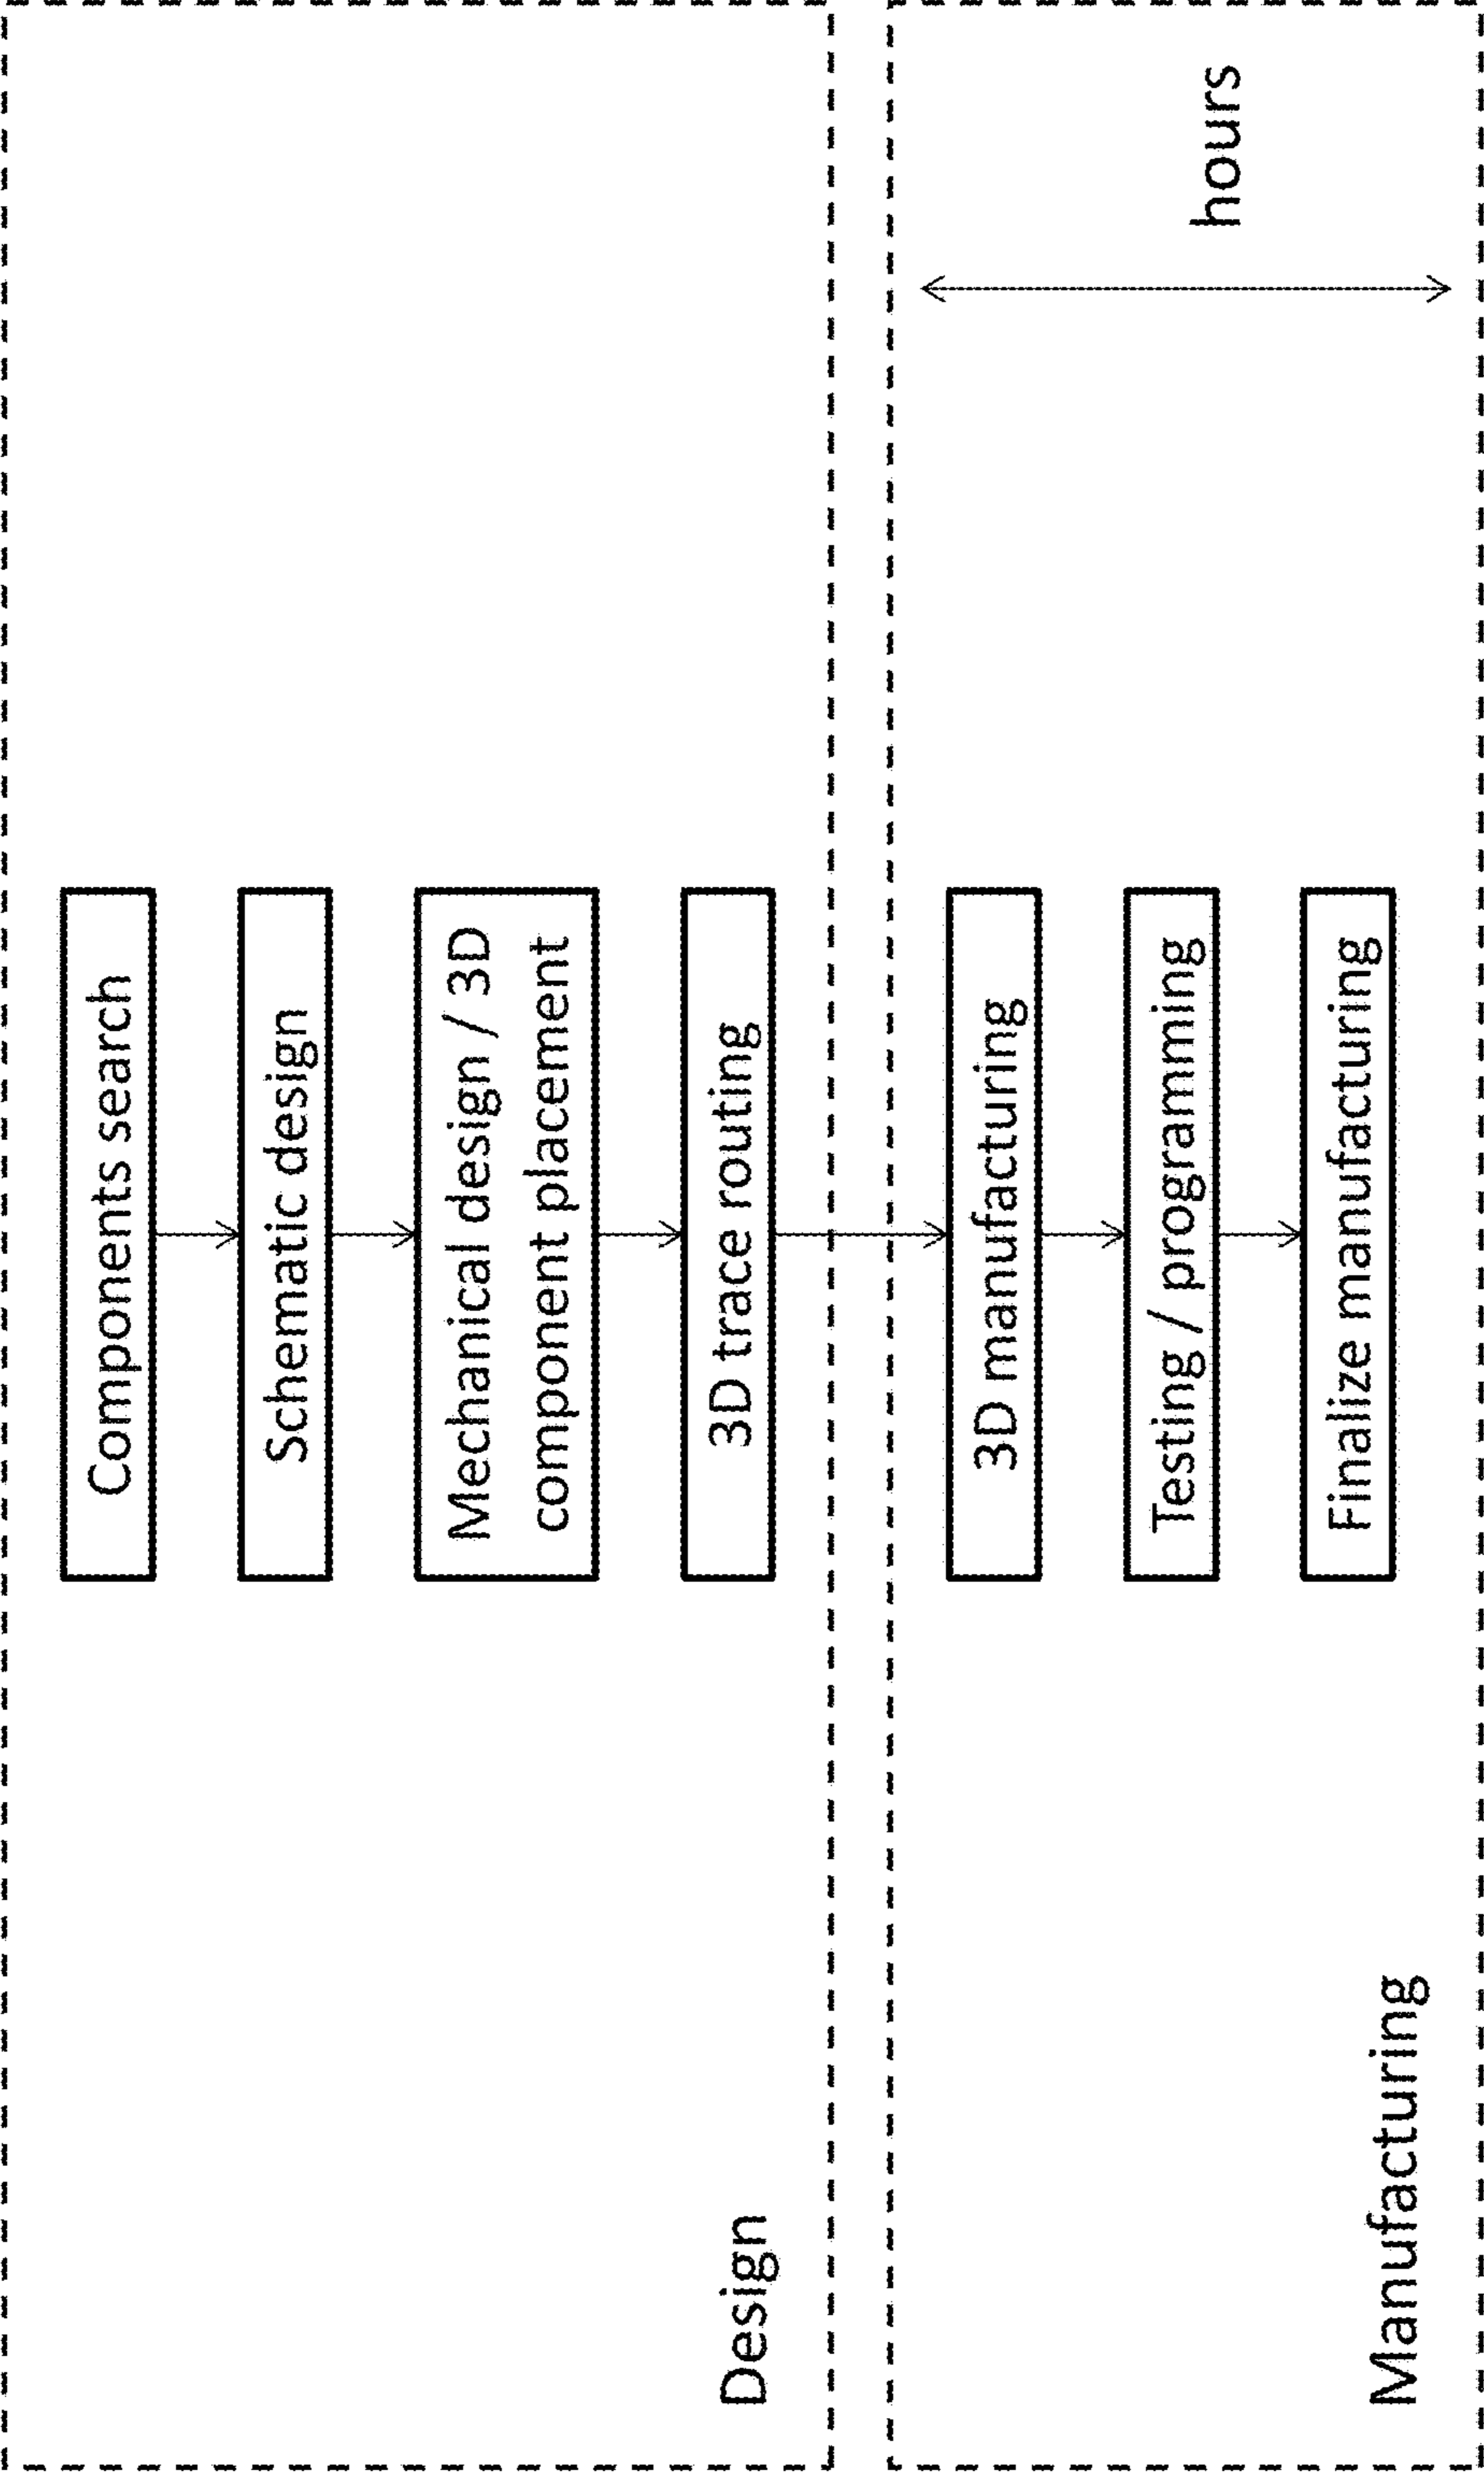 Components search
Schematic design
Mechanical design / 3D
component placement
3D trace routing
Design
3D manufacturing
Testing / programming
Finalize manufacturing
hours
Manufacturing